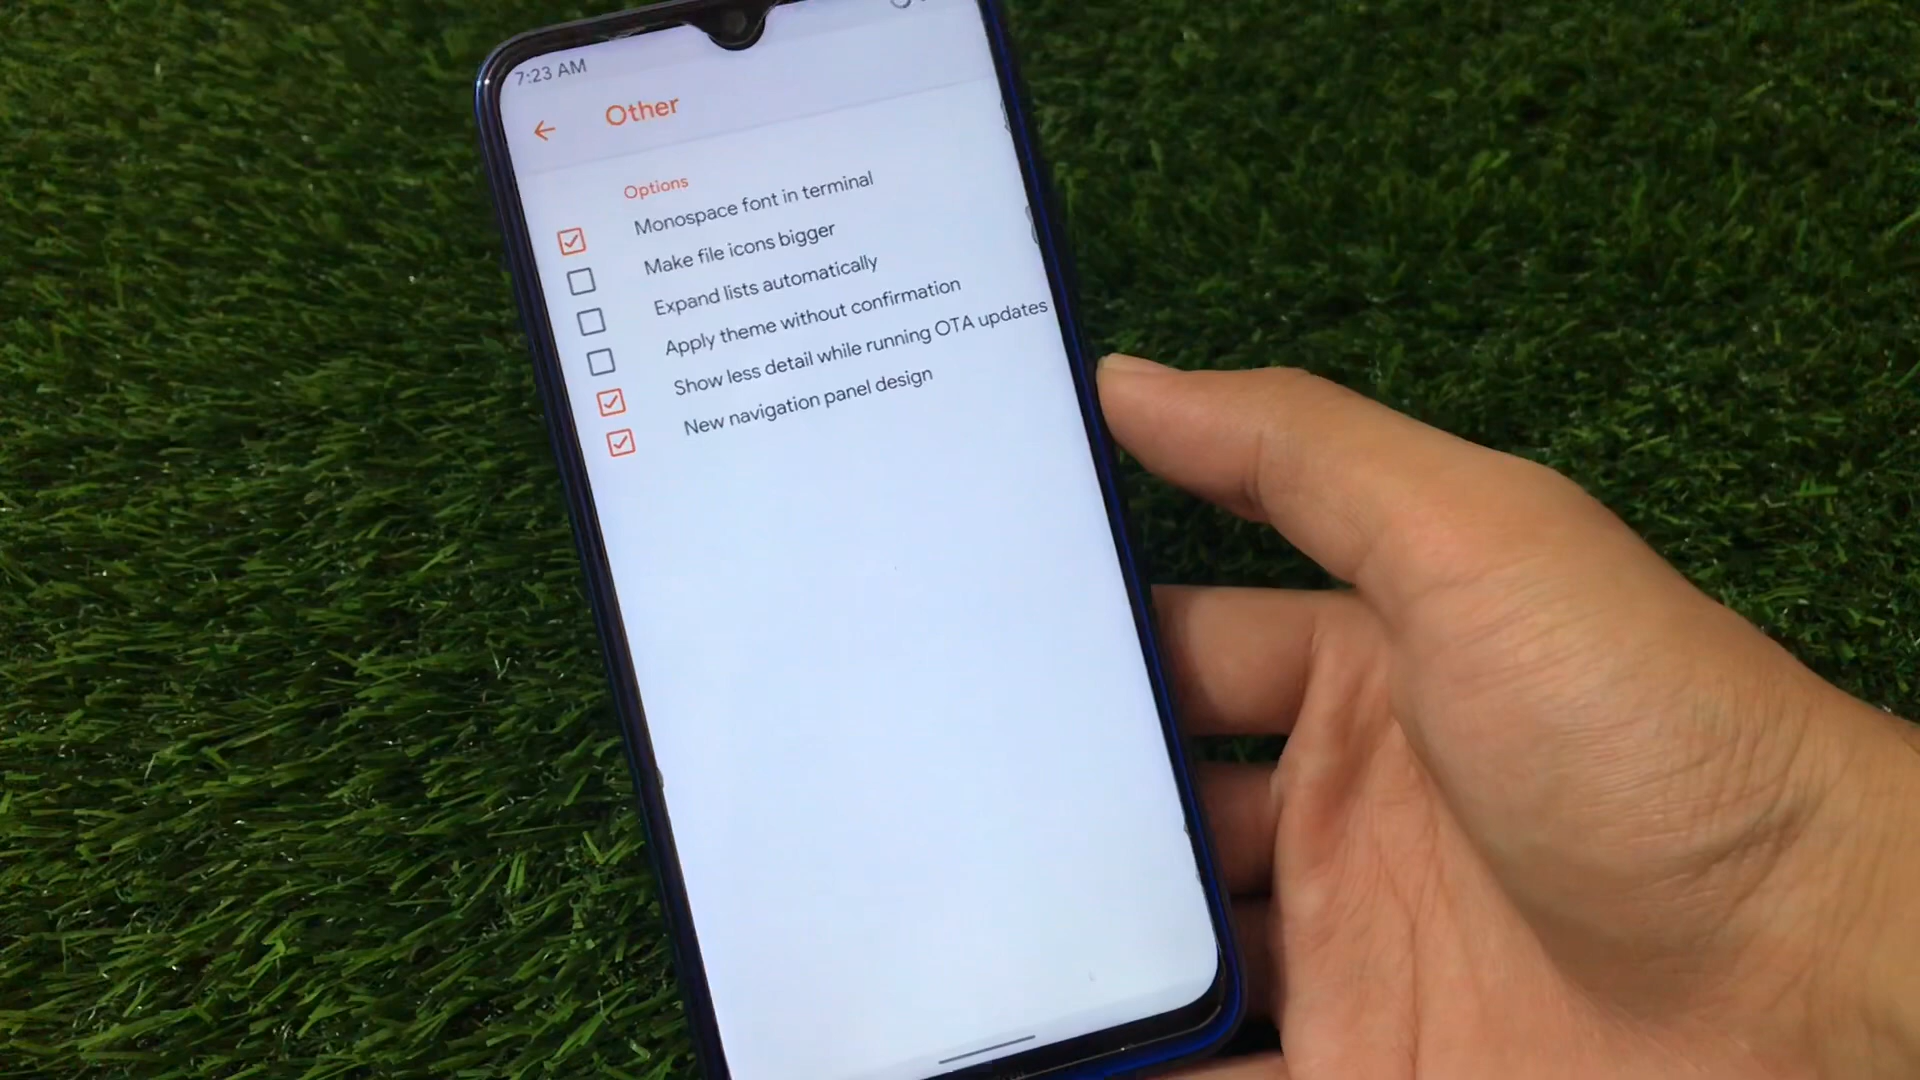 7:23 AM
Other
Options
Monospace font in terminal
Make file icons bigger
Expand lists automatically
Apply theme without confirmation
Show less detail while running OTA updates
New navigation panel design